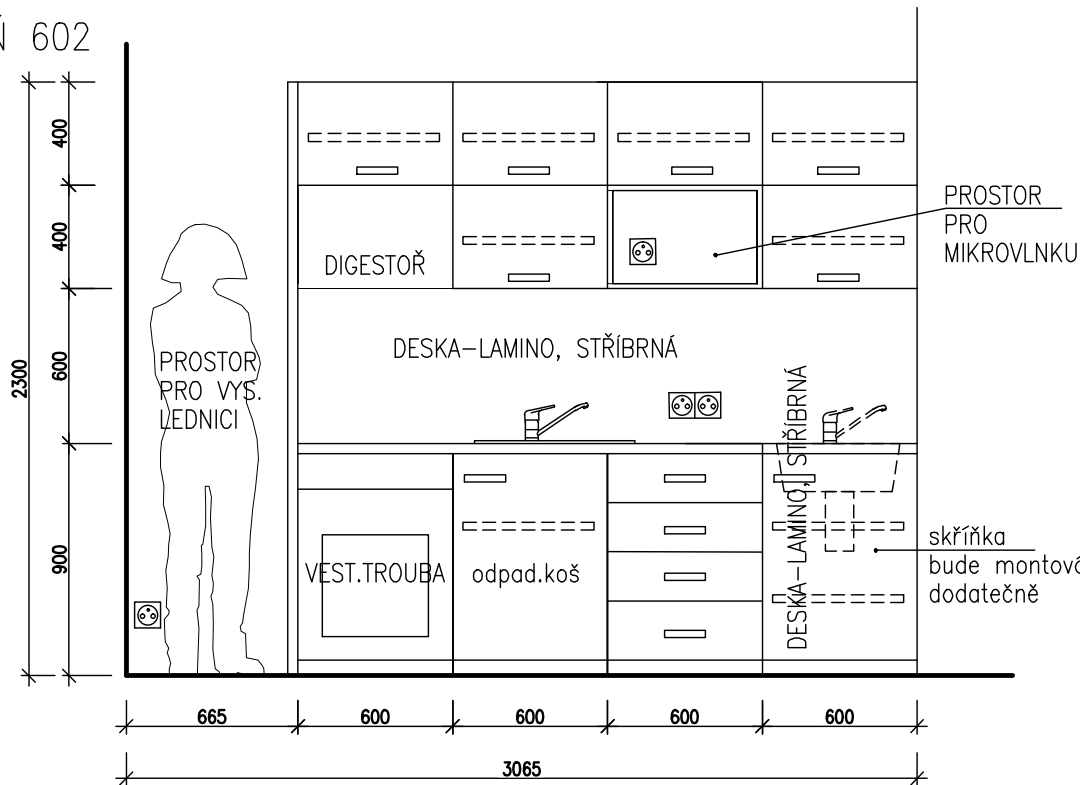 602
400
400
600
2300
900
PROSTOR
PRO VYS.
LEDNICI
DIGESTOŘ
DESKA-LAMINO, STŘÍBRNÁ
PROSTOR
PRO
MIKROVLNKU
DESKA-LAMINO, STŘÍBRNÁ
VEST.TROUBA
odpad.koš
skříňka
bude
dodatečně
665
600
600
600
600
3065